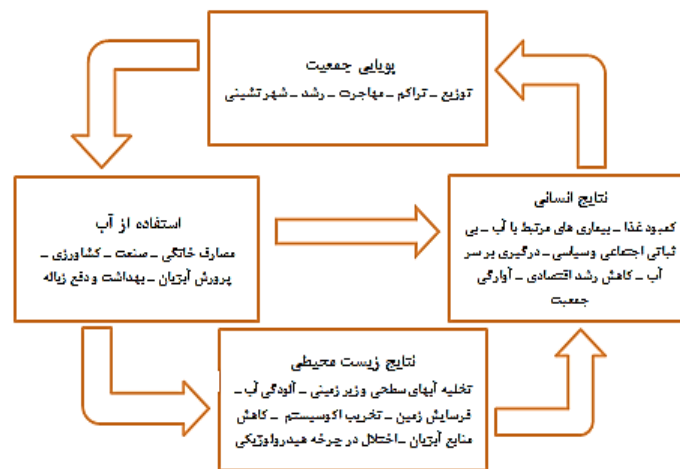 پویایی جمعیت
توزیع – تراکم – مهاجرت – رشد – شهر نشینی
نتایج انسانی
کمبود غذا – بیماری های مرتبط با آب – بی
ثباتی اجتماعی و سیاسی – درگیری بر سر
آب – کاهش رشد اقتصادی – آوارگی
جمعیت
استفاده از آب
مصارف خانگی – صنعت – کشاورزی –
پرورش آبزیان – بهداشت و دفع زباله
نتایج زیست محیطی
تخلیه آبهای سطحی و زیر زمینی – آلودگی آب –
فرسایش زمین – تخریب اکوسیستم – کاهش
منابع آبزیان – اختلال در چرخه هیدرولوژیکی